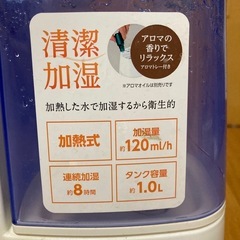 清潔
加湿
アロマの
香りで
リラックス
アロマトレー付き
※アロマオイルは別売りです
加熱した水で加湿するから衛生的
加熱式
加湿量
約120ml/h
連続加湿
約8時間
タンク容量
約1.0L